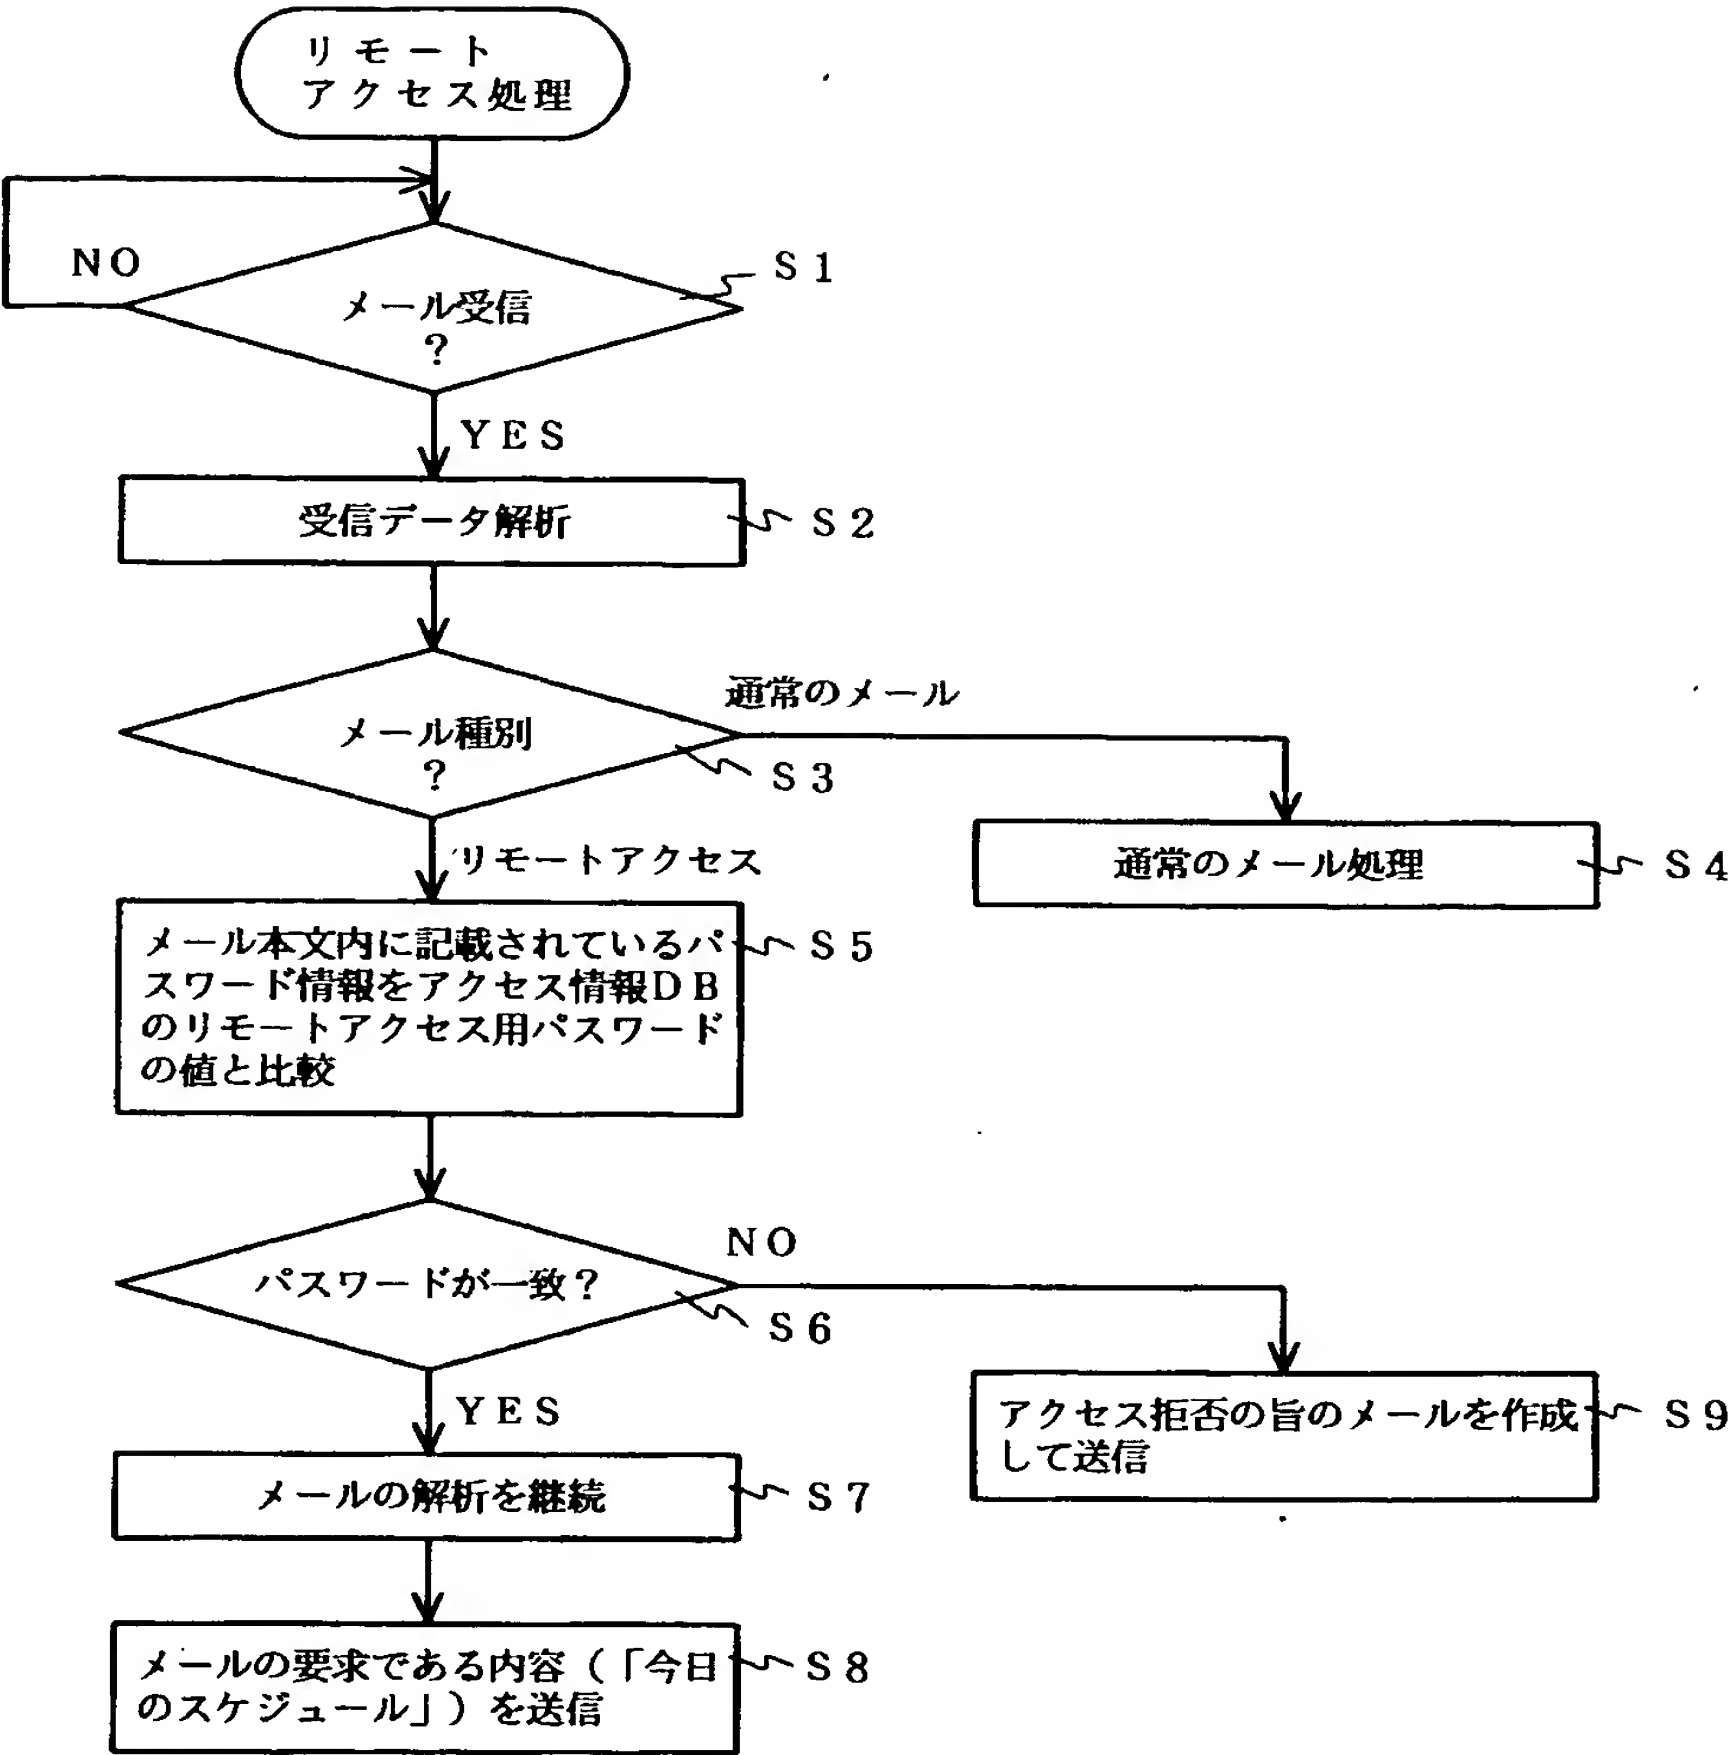 リモート
アクセス処理
NO
S1
メール受信
?
YES
受信データ解析
S2
通常のメール
メール種別
?
S3
リモートアクセス
通常のメール処理
S4
メール本文内に記載されているパ
スワード情報をアクセス情報DB
のリモートアクセス用パスワード
の値と比較
S5
NO
パスワードが一致?
S6
YES
アクセス拒否の旨のメールを作成
して送信
S9
メールの解析を継続
S7
メールの要求である内容(「今日
のスケジュール」)を送信
S8